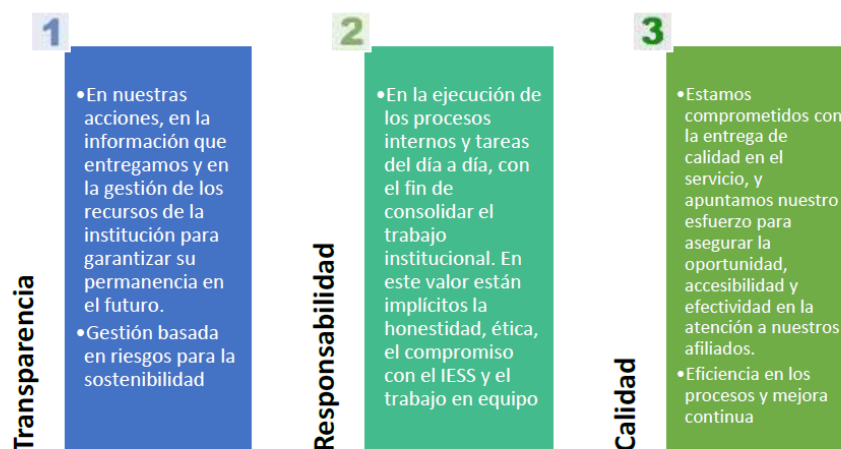 1
Transparencia
•En nuestras
acciones, en la
información que
entregamos y en
la gestión de los
recursos de la
institución para
garantizar su
permanencia en
el futuro.
•Gestión basada
en riesgos para la
sostenibilidad
2
Responsabilidad
•En la ejecución de
los procesos
internos y tareas
del día a día, con
el fin de
consolidar el
trabajo
institucional. En
este valor están
implícitos la
honestidad, ética,
el compromiso
con el IESS y el
trabajo en equipo
3
Calidad
•Estamos
comprometidos con
la entrega de
calidad en el
servicio, y
apuntamos nuestro
esfuerzo para
asegurar la
oportunidad,
accesibilidad y
efectividad en la
atención a nuestros
afiliados.
•Eficiencia en los
procesos y mejora
continua